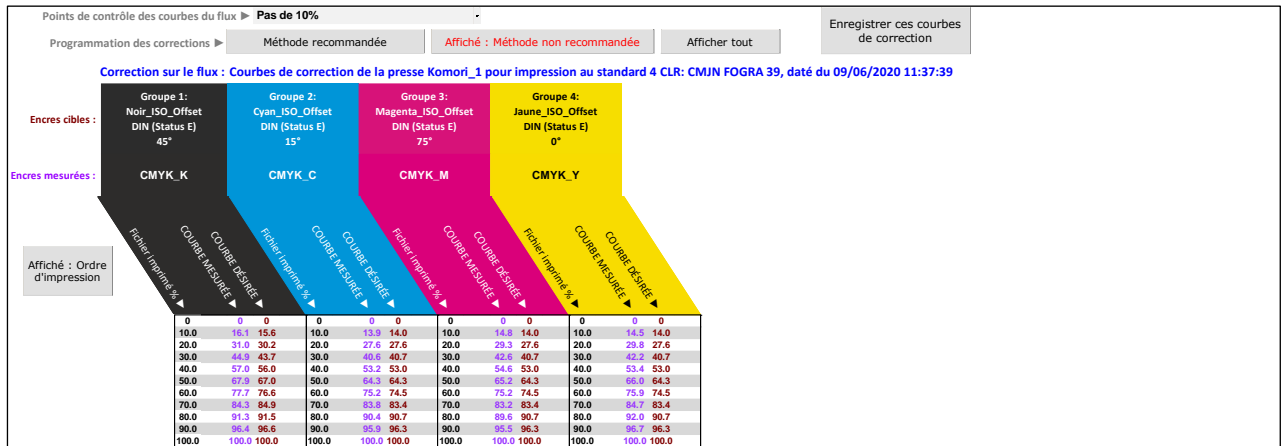 Points de contrôle des courbes du flux ► Pas de 10%
Enregistrer ces courbes
de correction
Programmation des corrections ► Méthode recommandée Affiché : Méthode non recommandée Afficher tout
Correction sur le flux : Courbes de correction de la presse Komori_1 pour impression au standard 4 CLR: CMJN FOGRA 39, daté du 09/06/2020 11:37:39
Encres cibles :
Groupe 1:
Noir_ISO_Offset
DIN (Status E)
45°
Groupe 2:
Cyan_ISO_Offset
DIN (Status E)
15°
Groupe 3:
Magenta_ISO_Offset
DIN (Status E)
75°
Groupe 4:
Jaune_ISO_Offset
DIN (Status E)
0°
Encres mesurées : CMYK_K CMYK_C CMYK_M CMYK_Y
Affiché : Ordre
d'impression
Fichier imprimé % ▼
COURBE MESURÉE ▼
COURBE DÉSIRÉE ▼
Fichier imprimé % ▼
COURBE MESURÉE ▼
COURBE DÉSIRÉE ▼
Fichier imprimé % ▼
COURBE MESURÉE ▼
COURBE DÉSIRÉE ▼
Fichier imprimé % ▼
COURBE MESURÉE ▼
COURBE DÉSIRÉE ▼
0 0 0 0 0 0 0 0 0 0 0 0
10.0 16.1 15.6 10.0 13.9 14.0 10.0 14.8 14.0 10.0 14.5 14.0
20.0 31.0 30.2 20.0 27.6 27.6 20.0 29.3 27.6 20.0 29.8 27.6
30.0 44.9 43.7 30.0 40.6 40.7 30.0 42.6 40.7 30.0 42.2 40.7
40.0 57.0 56.0 40.0 53.2 53.0 40.0 54.6 53.0 40.0 53.4 53.0
50.0 67.9 67.0 50.0 64.3 64.3 50.0 65.2 64.3 50.0 66.0 64.3
60.0 77.7 76.6 60.0 75.2 74.5 60.0 75.2 74.5 60.0 75.9 74.5
70.0 84.3 84.9 70.0 83.8 83.4 70.0 83.2 83.4 70.0 84.7 83.4
80.0 91.3 91.5 80.0 90.4 90.7 80.0 89.6 90.7 80.0 92.0 90.7
90.0 96.4 96.6 90.0 95.9 96.3 90.0 95.5 96.3 90.0 96.7 96.3
100.0 100.0 100.0 100.0 100.0 100.0 100.0 100.0 100.0 100.0 100.0 100.0